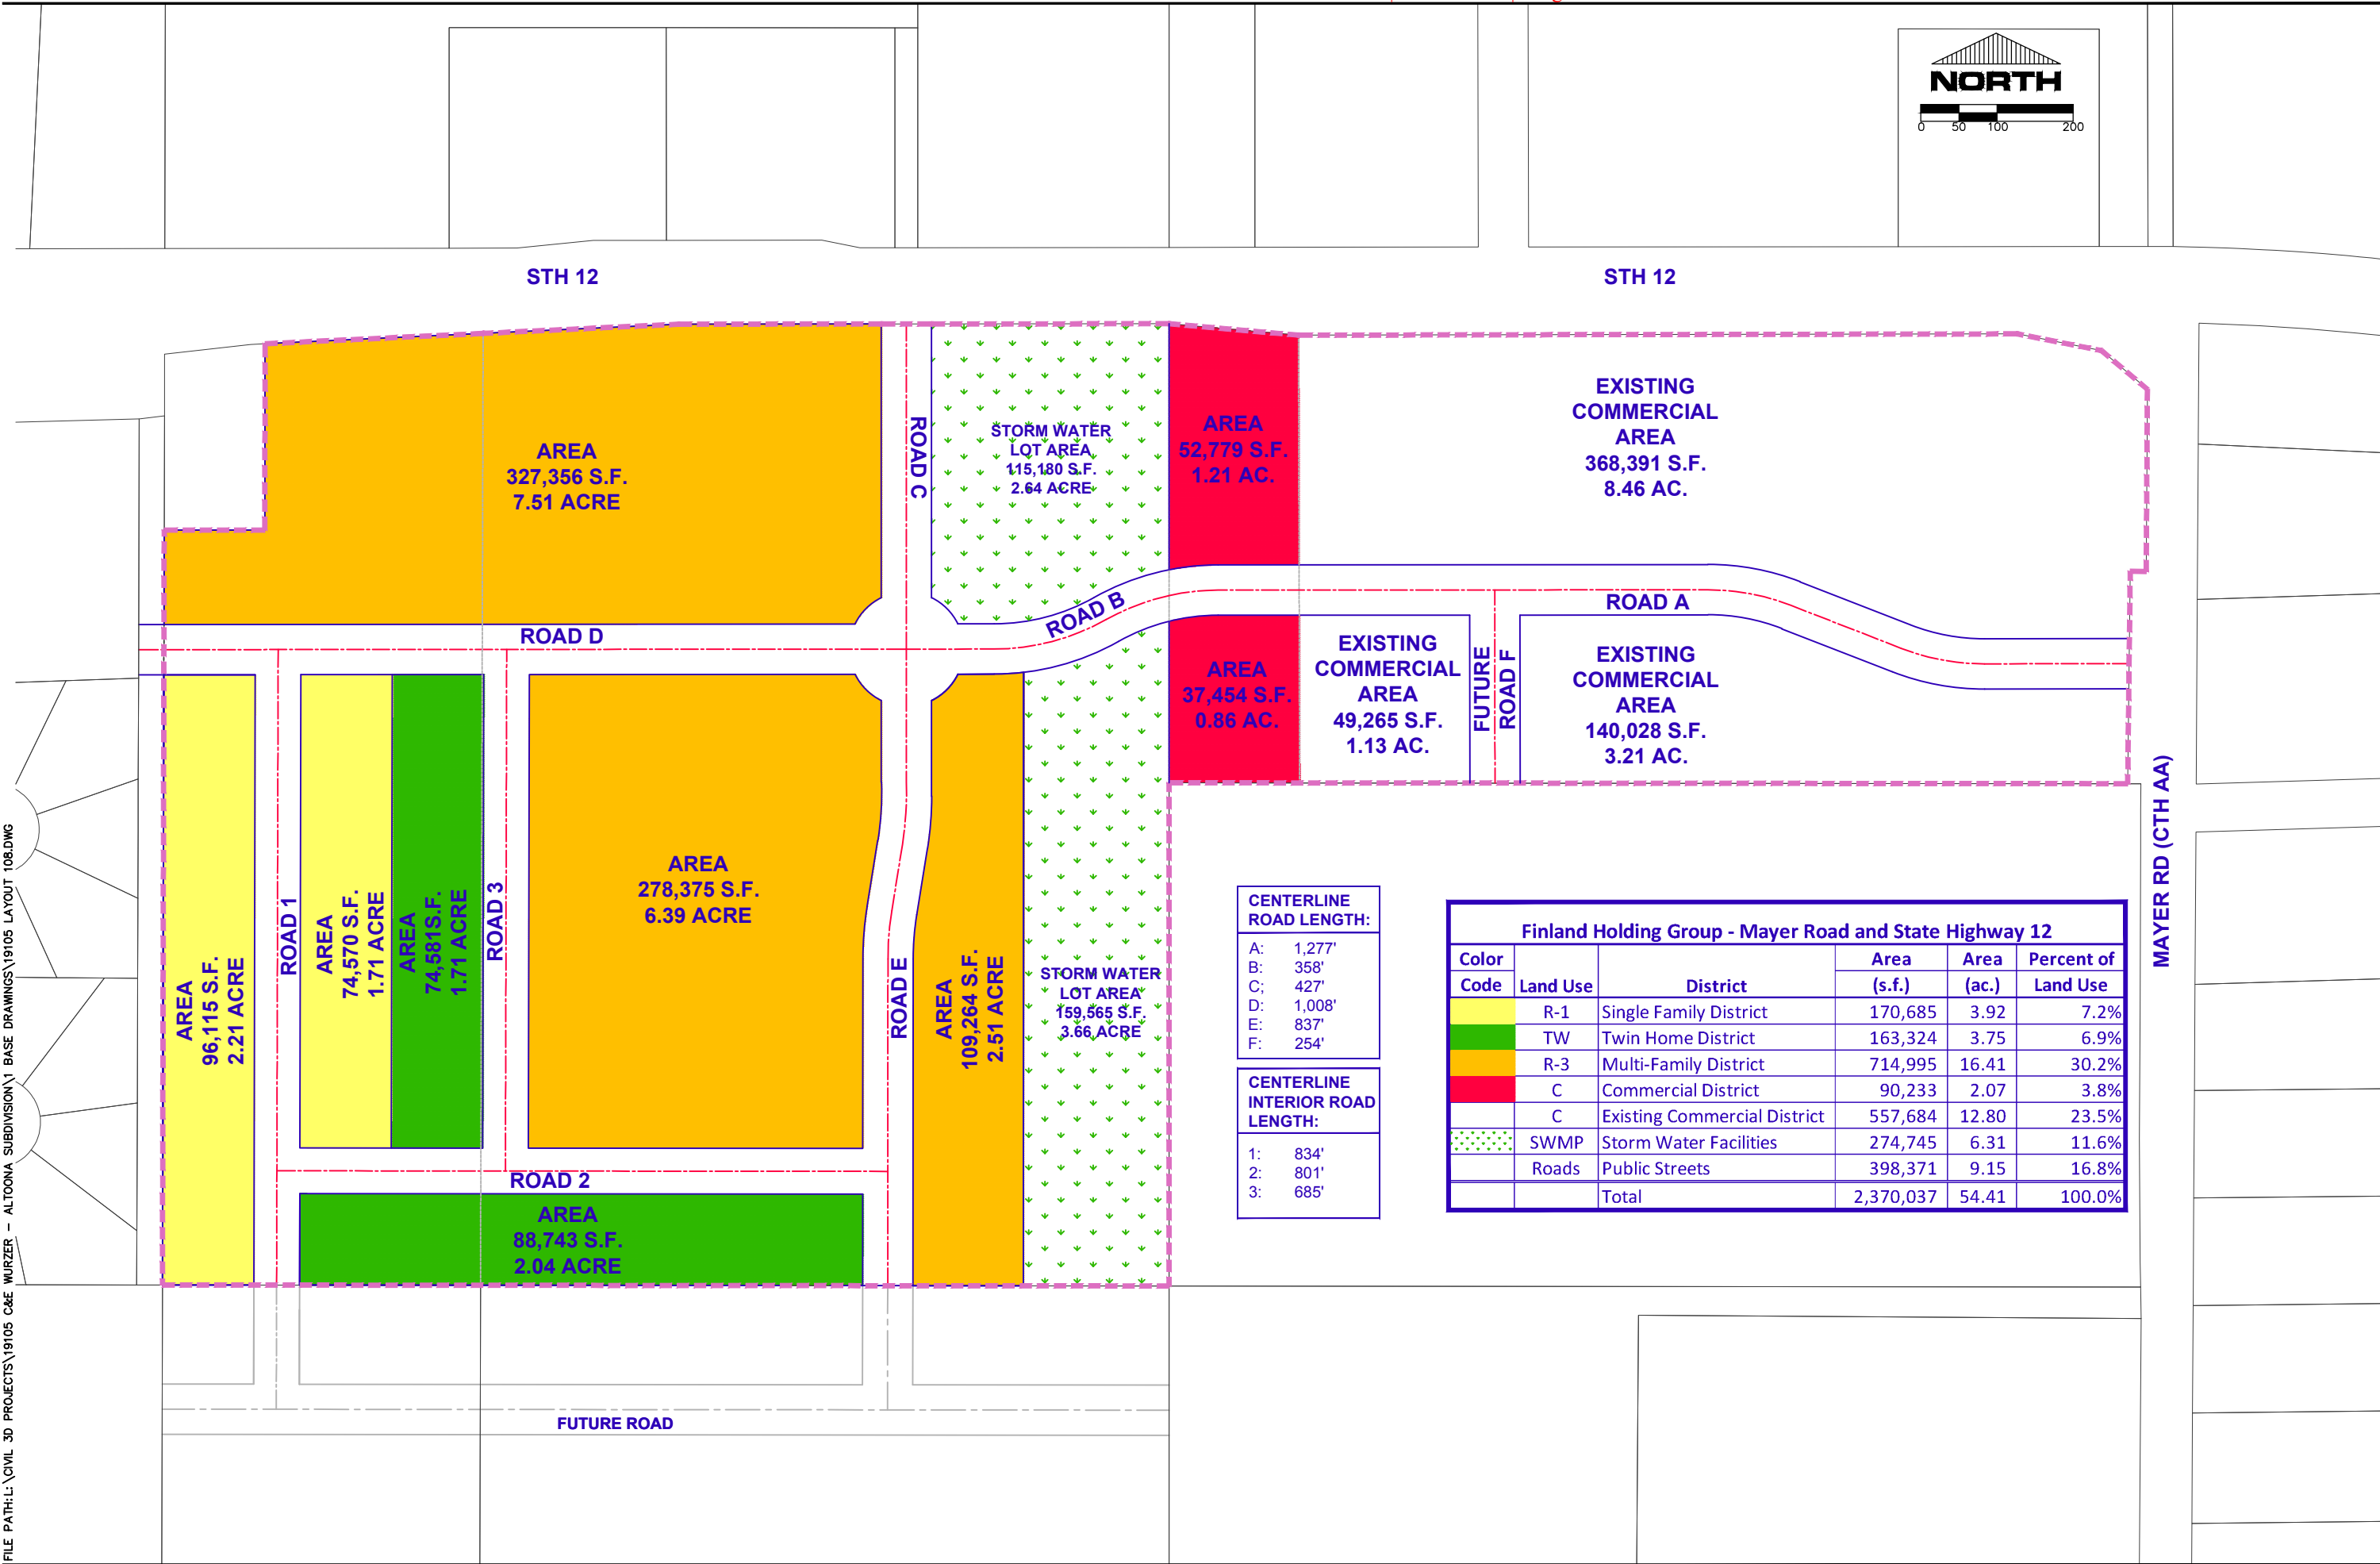 NORTH
0 50 100 200
STH 12
STH 12
AREA
327,356 S.F.
7.51 ACRE
ROAD C
STORM WATER
LOT AREA
115,180 S.F.
2.64 ACRE
AREA
52,779 S.F.
1.21 AC.
EXISTING
COMMERCIAL
AREA
368,391 S.F.
8.46 AC.
ROAD D
ROAD B
ROAD A
AREA
37,454 S.F.
0.86 AC.
EXISTING
COMMERCIAL
AREA
49,265 S.F.
1.13 AC.
FUTURE
ROAD F
EXISTING
COMMERCIAL
AREA
140,028 S.F.
3.21 AC.
MAYER RD (CTH AA)
AREA
96,115 S.F.
2.21 ACRE
ROAD 1
AREA
74,570 S.F.
1.71 ACRE
AREA
74,581S.F.
1.71 ACRE
ROAD 3
AREA
278,375 S.F.
6.39 ACRE
ROAD E
AREA
109,264 S.F.
2.51 ACRE
STORM WATER
LOT AREA
159,565 S.F.
3.66 ACRE
ROAD 2
AREA
88,743 S.F.
2.04 ACRE
FUTURE ROAD
CENTERLINE
ROAD LENGTH:
A: 1,277'
B: 358'
C; 427'
D: 1,008'
E: 837'
F: 254'
CENTERLINE
INTERIOR ROAD
LENGTH:
1: 834'
2: 801'
3: 685'
Finland Holding Group - Mayer Road and State Highway 12
Color Area Area Percent of
Code Land Use District (s.f.) (ac.) Land Use
R-1 Single Family District 170,685 3.92 7.2%
TW Twin Home District 163,324 3.75 6.9%
R-3 Multi-Family District 714,995 16.41 30.2%
C Commercial District 90,233 2.07 3.8%
C Existing Commercial District 557,684 12.80 23.5%
SWMP Storm Water Facilities 274,745 6.31 11.6%
Roads Public Streets 398,371 9.15 16.8%
Total 2,370,037 54.41 100.0%
FILE PATH:L:\CIVIL 3D PROJECTS\19105 C&E WURZER - ALTOONA SUBDIVISION\1 BASE DRAWINGS\19105 LAYOUT 108.DWG